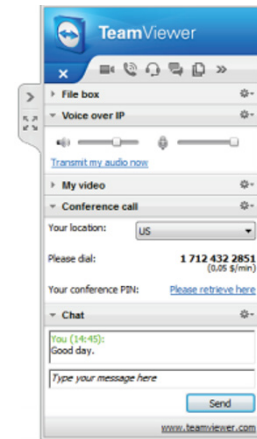 TeamViewer
File box
Voice over IP
Transmit my audio now
My video
Conference call
Your location: US
Please dial: 1 712 432 2851
(0.05 $/min)
Your conference PIN: Please retrieve here
Chat
You (14:45):
Good day.
Type your message here
Send
www.teamviewer.com